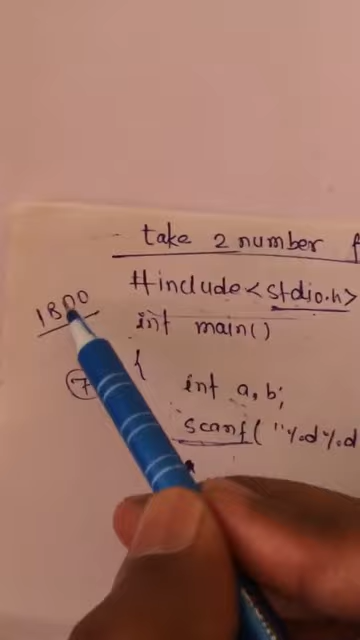 take 2 number f
#include<stdio.h>
1800
int main()
7
{
int a, b;
scanf("%d%d